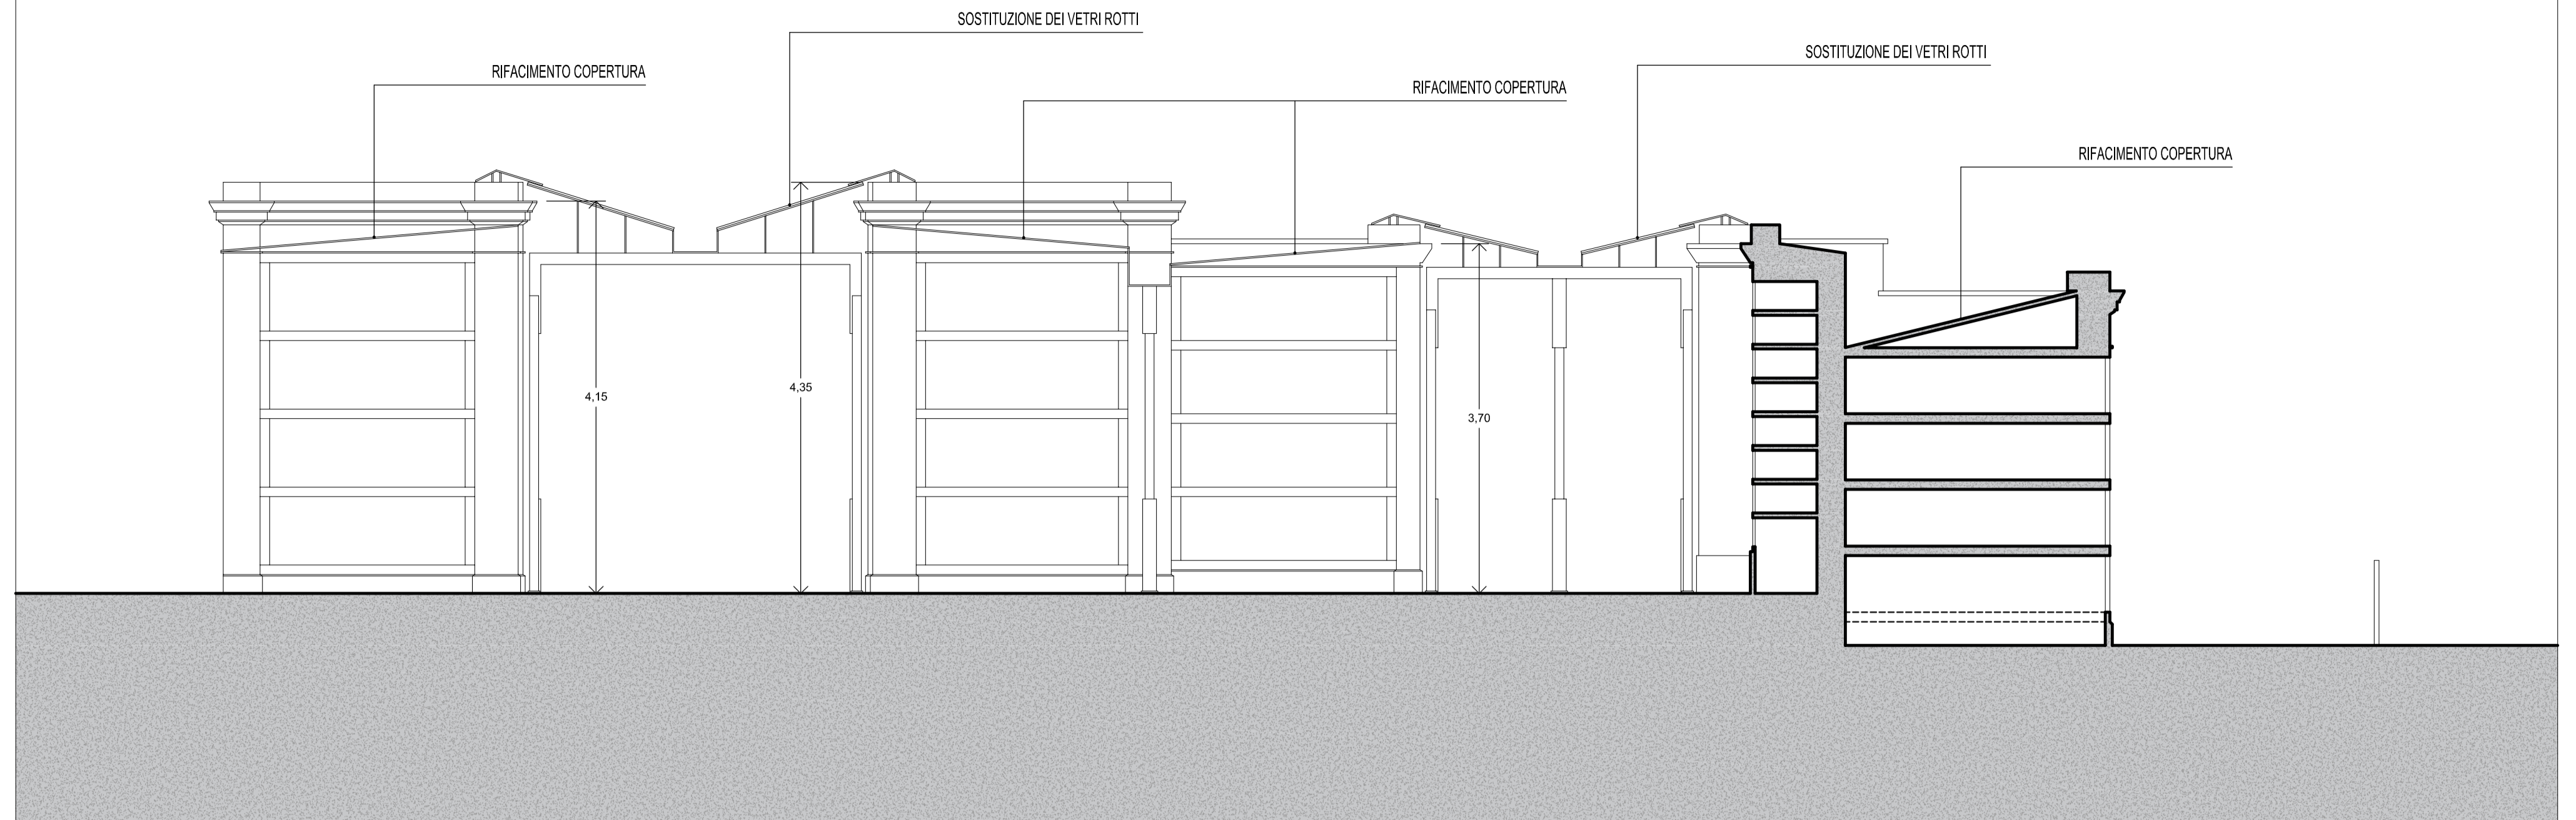 SOSTITUZIONE DEI VETRI ROTTI
SOSTITUZIONE DEI VETRI ROTTI
RIFACIMENTO COPERTURA
RIFACIMENTO COPERTURA
RIFACIMENTO COPERTURA
4,15
4,35
3,70